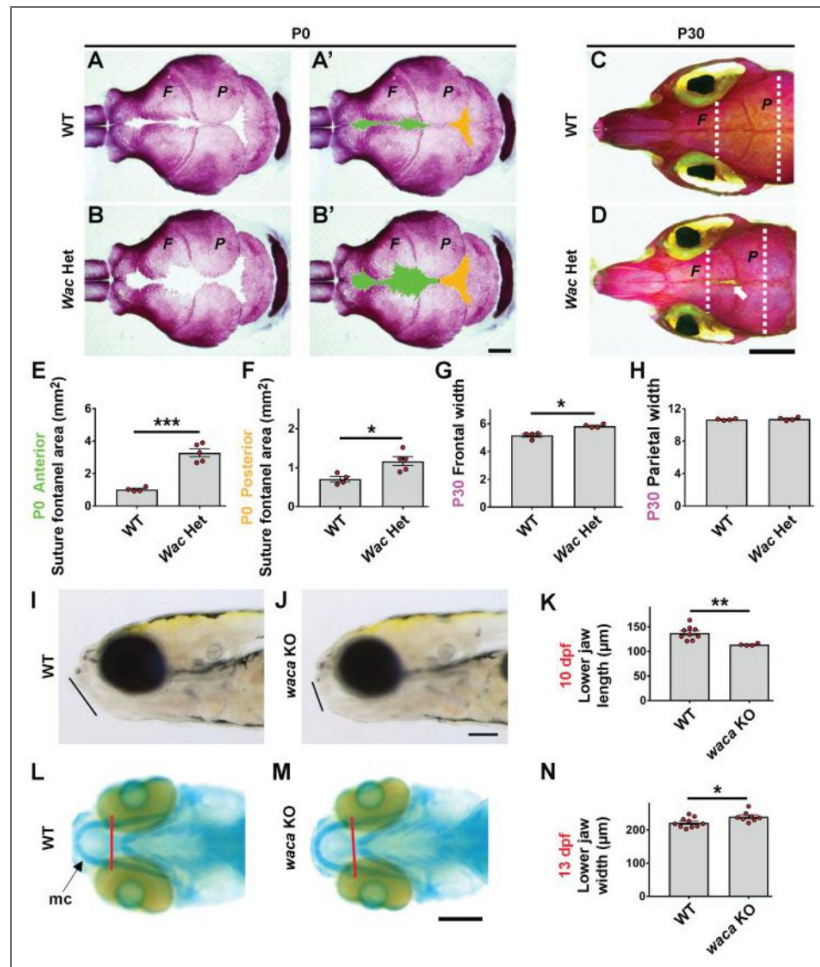 P0
P30
A
F
P
A'
F
P
C
F
P
WT
WT
B
F
P
B'
F
P
D
F
P
Wac Het
Wac Het
E
P0 Anterior
Suture fontanel area (mm²)
6
4
2
0
***
WT
Wac Het
F
P0 Posterior
Suture fontanel area (mm²)
2
1
0
*
WT
Wac Het
G
P30 Frontal width
6
4
2
0
*
WT
Wac Het
H
P30 Parietal width
12
8
4
0
WT
Wac Het
I
WT
J
waca KO
K
10 dpf
Lower jaw
length (µm)
150
100
50
0
**
WT
waca KO
L
WT
mc
M
waca KO
N
13 dpf
Lower jaw
width (µm)
200
100
0
*
WT
waca KO